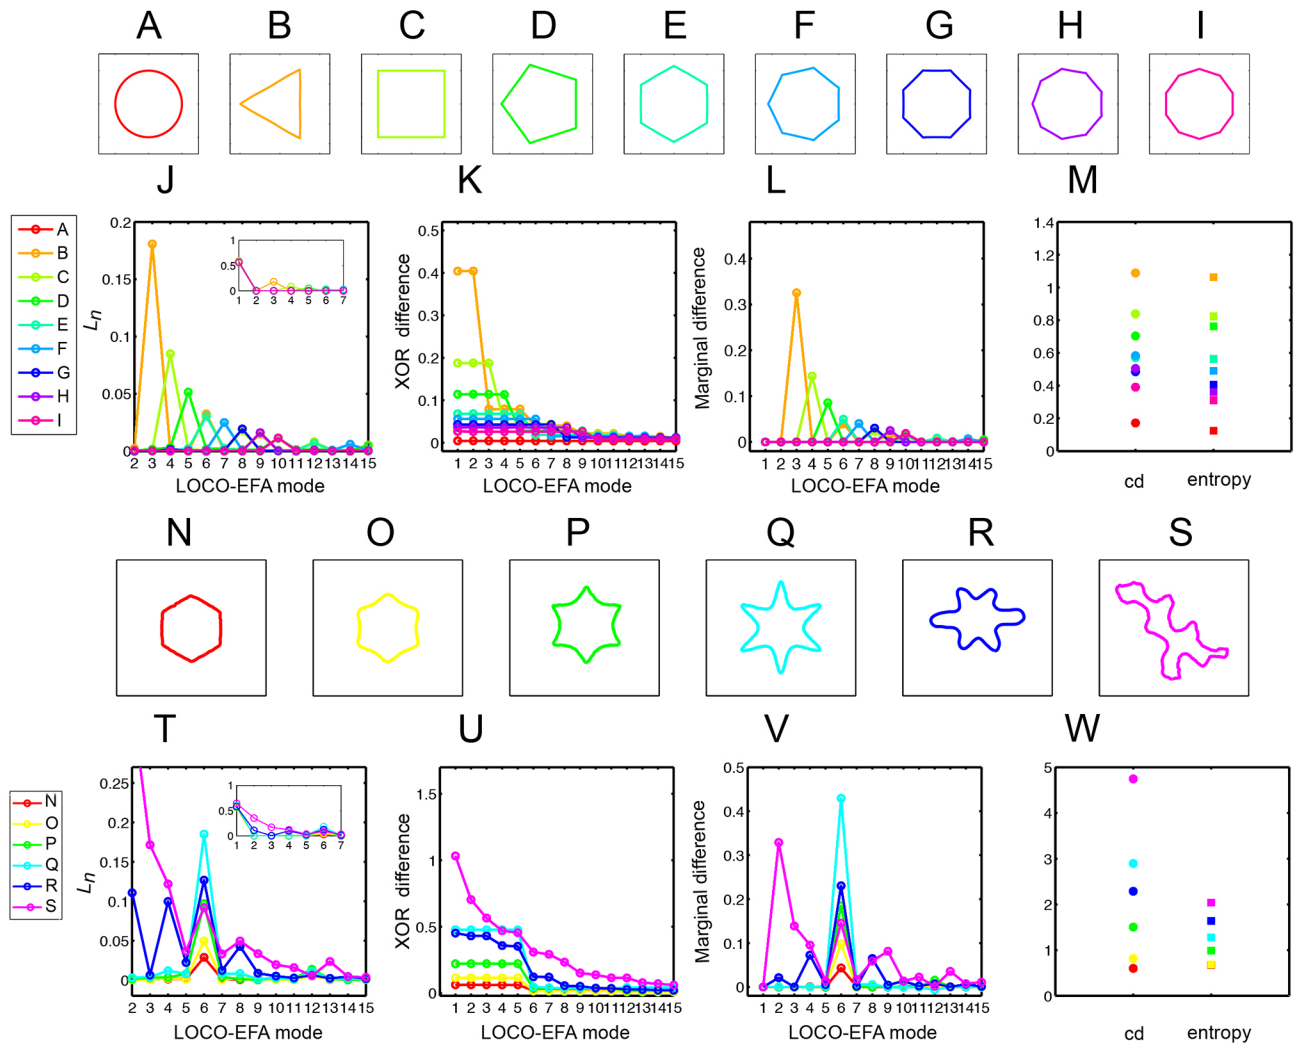 A B C D E F G H I
J K L M
A
B
C
D
E
F
G
H
I
0.2
0.15
0.1
0.05
0
Ln
2 3 4 5 6 7 8 9 10 11 12 13 14 15
LOCO-EFA mode
1
0.5
0
1 2 3 4 5 6 7
0.5
0.4
0.3
0.2
0.1
0
XOR difference
1 2 3 4 5 6 7 8 9 10 11 12 13 14 15
LOCO-EFA mode
0.4
0.3
0.2
0.1
0
Marginal difference
1 2 3 4 5 6 7 8 9 10 11 12 13 14 15
LOCO-EFA mode
1.4
1.2
1
0.8
0.6
0.4
0.2
0
cd entropy
N O P Q R S
T U V W
N
O
P
Q
R
S
0.25
0.2
0.15
0.1
0.05
0
Ln
2 3 4 5 6 7 8 9 10 11 12 13 14 15
LOCO-EFA mode
1
0.5
0
1 2 3 4 5 6 7
1.5
1
0.5
0
XOR difference
1 2 3 4 5 6 7 8 9 10 11 12 13 14 15
LOCO-EFA mode
0.5
0.4
0.3
0.2
0.1
0
Marginal difference
1 2 3 4 5 6 7 8 9 10 11 12 13 14 15
LOCO-EFA mode
5
4
3
2
1
0
cd entropy